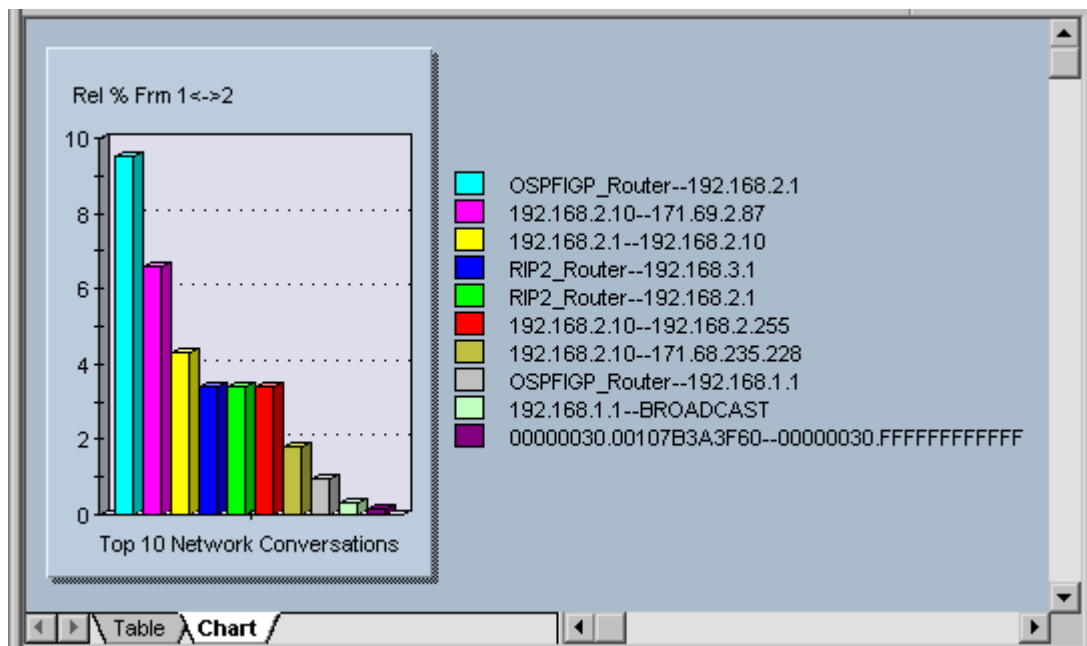 Rel % Frm 1<->2
10
8
6
4
2
0
Top 10 Network Conversations
OSPFIGP_Router--192.168.2.1
192.168.2.10--171.69.2.87
192.168.2.1--192.168.2.10
RIP2_Router--192.168.3.1
RIP2_Router--192.168.2.1
192.168.2.10--192.168.2.255
192.168.2.10--171.68.235.228
OSPFIGP_Router--192.168.1.1
192.168.1.1--BROADCAST
00000030.00107B3A3F60--00000030.FFFFFFFFFFFF
Table Chart